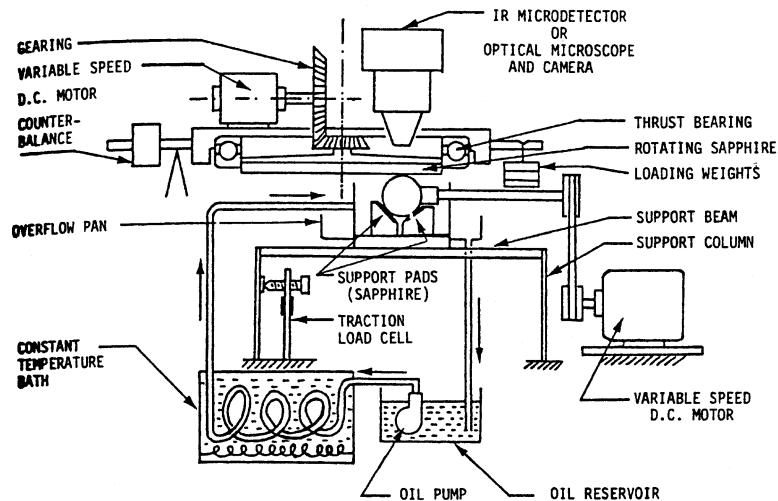 IR MICRODETECTOR
OR
OPTICAL MICROSCOPE
AND CAMERA
GEARING
VARIABLE SPEED
D.C. MOTOR
COUNTER-
BALANCE
THRUST BEARING
ROTATING SAPPHIRE
LOADING WEIGHTS
OVERFLOW PAN
SUPPORT BEAM
SUPPORT COLUMN
SUPPORT PADS
(SAPPHIRE)
TRACTION
LOAD CELL
CONSTANT
TEMPERATURE
BATH
VARIABLE SPEED
D.C. MOTOR
OIL PUMP
OIL RESERVOIR